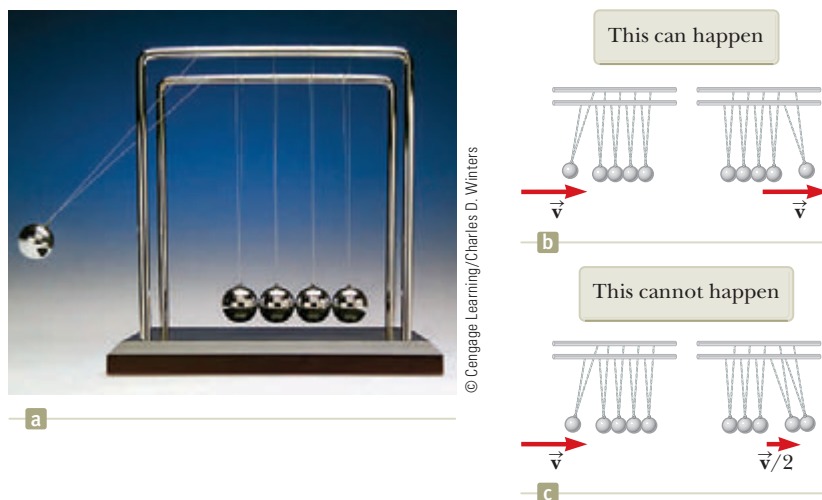 This can happen
v
v
b
This cannot happen
v
v/2
c
a
© Cengage Learning/Charles D. Winters